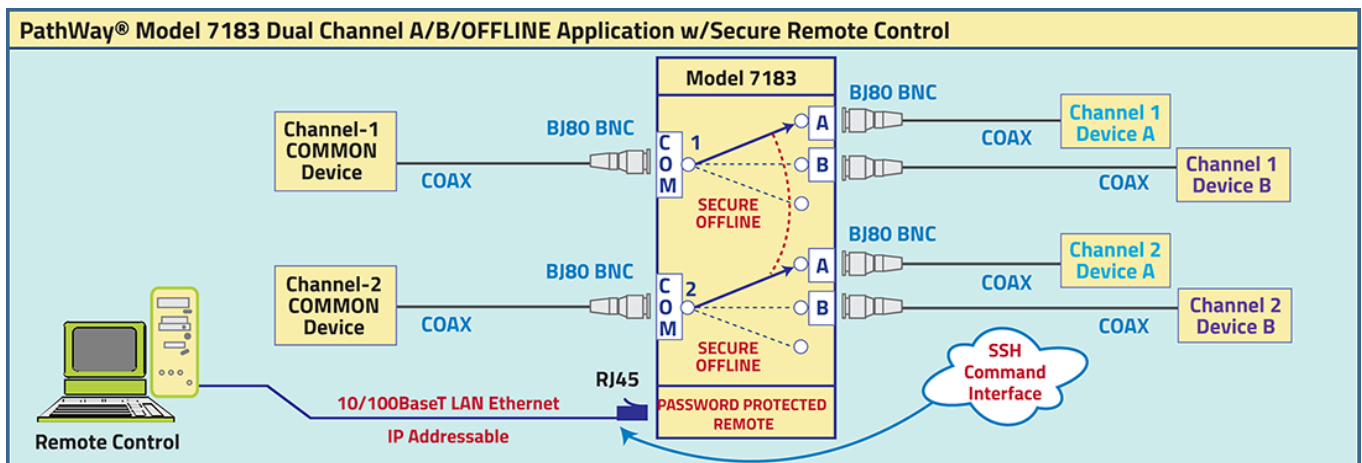 PathWay® Model 7183 Dual Channel A/B/OFFLINE Application w/Secure Remote Control
Model 7183
Channel-1
COMMON
Device
COAX
BJ80 BNC
C
O
M
1
A
B
SECURE
OFFLINE
BJ80 BNC
COAX
Channel 1
Device A
COAX
Channel 1
Device B
Channel-2
COMMON
Device
COAX
BJ80 BNC
C
O
M
2
A
B
SECURE
OFFLINE
BJ80 BNC
COAX
Channel 2
Device A
COAX
Channel 2
Device B
SSH
Command
Interface
RJ45
10/100BaseT LAN Ethernet
IP Addressable
PASSWORD PROTECTED
REMOTE
Remote Control